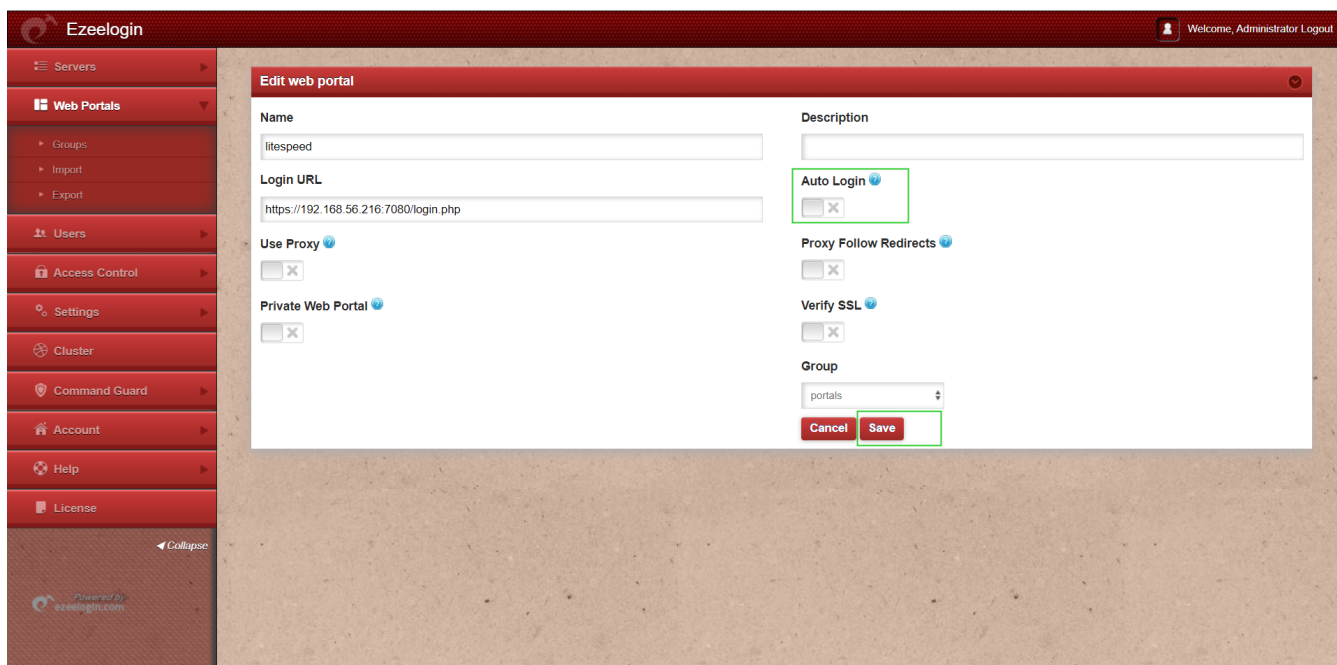 Ezeelogin
Welcome, Administrator Logout
Servers
Web Portals
Groups
Import
Export
Users
Access Control
Settings
Cluster
Command Guard
Account
Help
License
Collapse
Powered by
ezeelogin.com
Edit web portal
Name
Description
litespeed
Login URL
Auto Login
https://192.168.56.216:7080/login.php
Use Proxy
Proxy Follow Redirects
Private Web Portal
Verify SSL
Group
portals
Cancel Save